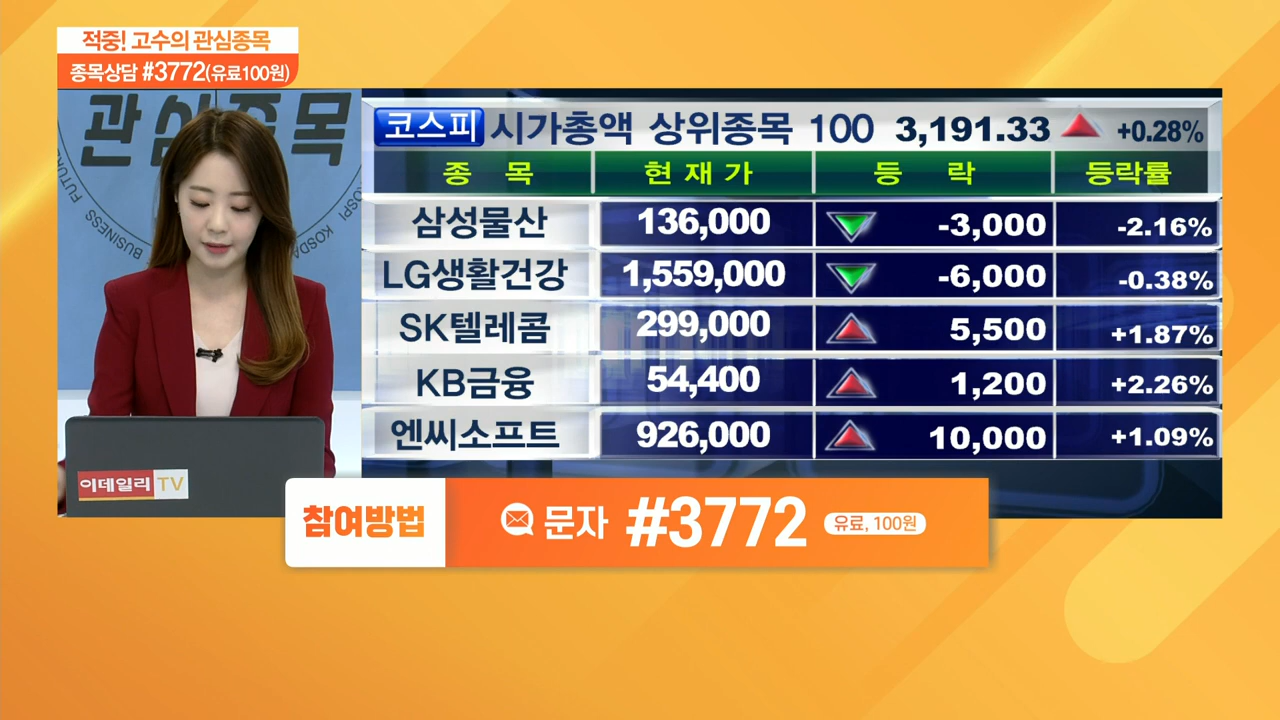 적중! 고수의 관심종목
종목상담 #3772(유료100원)
관심종목
BUSINESS FUTU
KOSPI KOSDA
코스피 시가총액 상위종목 100 3,191.33 +0.28%
종 목 현 재 가 등 락 등락률
삼성물산 136,000 -3,000 -2.16%
LG생활건강 1,559,000 -6,000 -0.38%
SK텔레콤 299,000 5,500 +1.87%
KB금융 54,400 1,200 +2.26%
엔씨소프트 926,000 10,000 +1.09%
이데일리 TV
참여방법 문자 #3772 유료, 100원